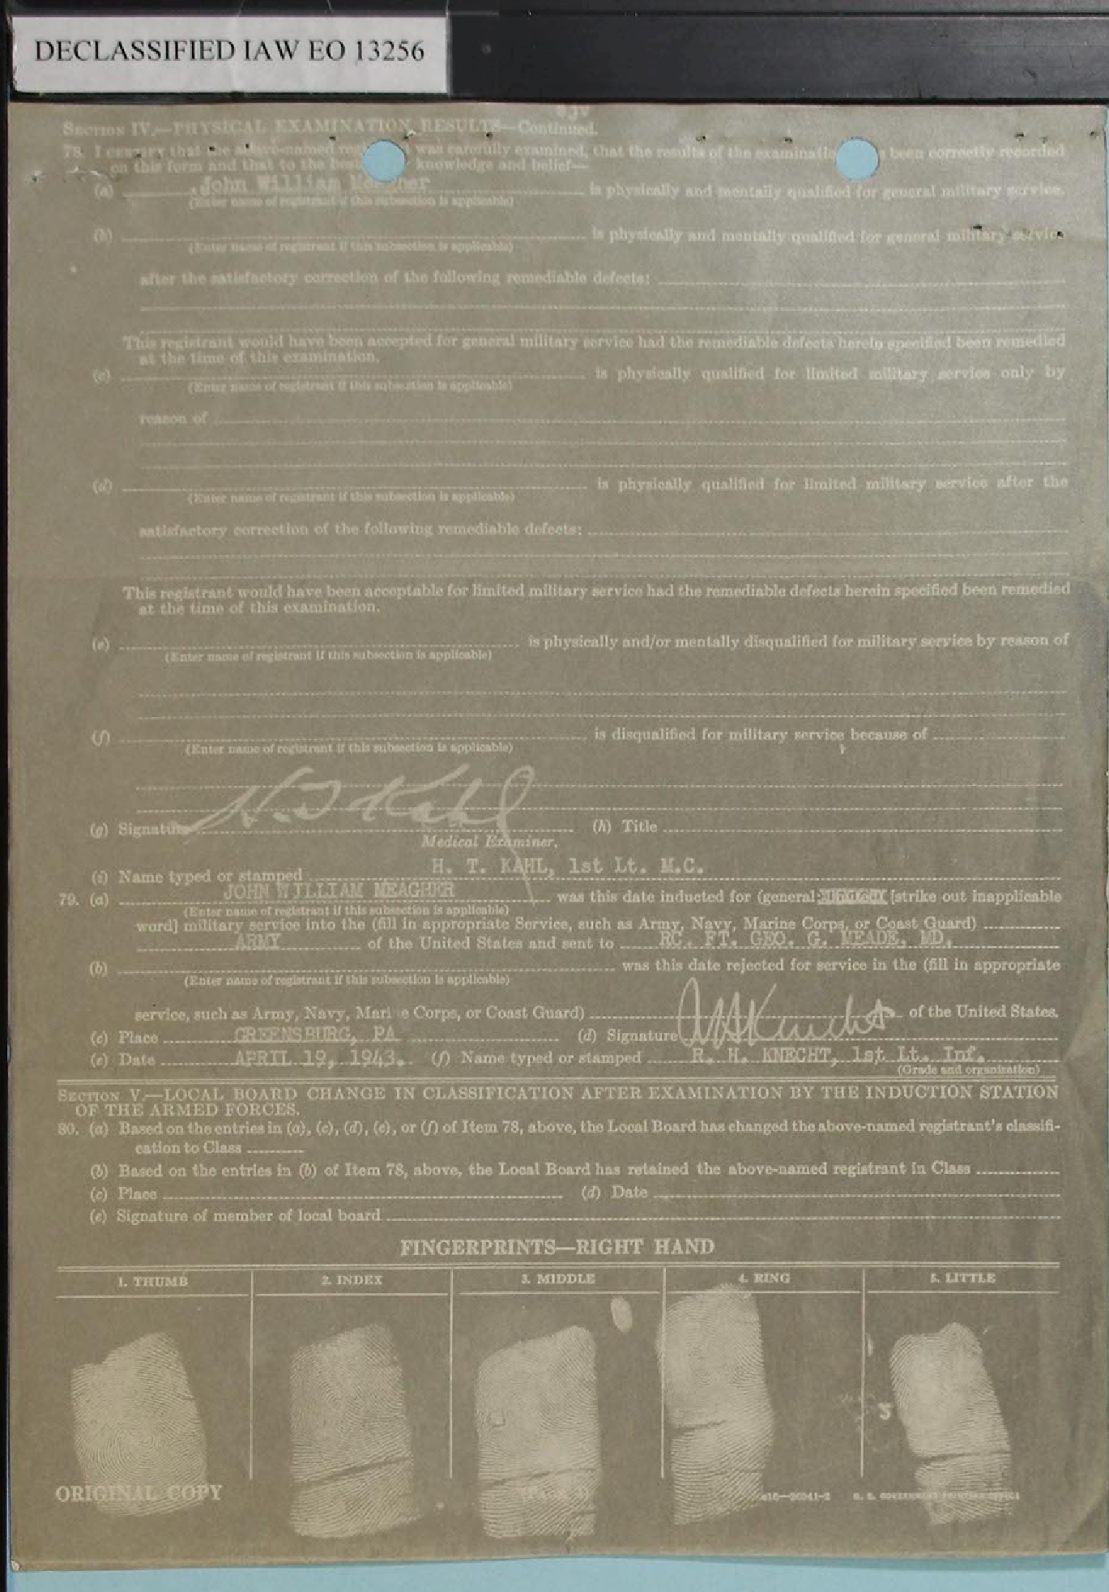 DECLASSIFIED IAW EO 13256
SECTION IV.—PHYSICAL EXAMINATION RESULTS—Continued.
78. I certify that the above-named was carefully examined, that the results of the examination been correctly recorded
on this form and that to the knowledge and belief—
(a) John William Meagher is physically and mentally qualified for general military service.
(Enter name of registrant if this subsection is applicable)
(b) is physically and mentally qualified for general military service
(Enter name of registrant if this subsection is applicable)
after the satisfactory correction of the following remediable defects:
This registrant would have been accepted for general military service had the remediable defects herein specified been remedied
at the time of this examination.
(c) is physically qualified for limited military service only by
(Enter name of registrant if this subsection is applicable)
reason of
(d) is physically qualified for limited military service after the
(Enter name of registrant if this subsection is applicable)
satisfactory correction of the following remediable defects:
This registrant would have been acceptable for limited military service had the remediable defects herein specified been remedied
at the time of this examination.
(e) is physically and/or mentally disqualified for military service by reason of
(Enter name of registrant if this subsection is applicable)
(f) is disqualified for military service because of
(Enter name of registrant if this subsection is applicable)
(g) Signature H. T. Kahl (h) Title
Medical Examiner.
(i) Name typed or stamped H. T. KAHL, 1st Lt. M.C.
79. (a) JOHN WILLIAM MEAGHER was this date inducted for (general [strike out inapplicable
(Enter name of registrant if this subsection is applicable)
word] military service into the (fill in appropriate Service, such as Army, Navy, Marine Corps, or Coast Guard)
ARMY of the United States and sent to RC. FT. GEO. G. MEADE, MD.
(b) was this date rejected for service in the (fill in appropriate
(Enter name of registrant if this subsection is applicable)
service, such as Army, Navy, Marine Corps, or Coast Guard) of the United States.
(c) Place GREENSBURG, PA (d) Signature RH Knecht
(e) Date APRIL 19, 1943. (f) Name typed or stamped R. H. KNECHT, 1st. Lt. Inf.
(Grade and organization)
SECTION V.—LOCAL BOARD CHANGE IN CLASSIFICATION AFTER EXAMINATION BY THE INDUCTION STATION
OF THE ARMED FORCES.
80. (a) Based on the entries in (a), (c), (d), (e), or (f) of Item 78, above, the Local Board has changed the above-named registrant's classifi-
cation to Class
(b) Based on the entries in (b) of Item 78, above, the Local Board has retained the above-named registrant in Class
(c) Place (d) Date
(e) Signature of member of local board
FINGERPRINTS—RIGHT HAND
1. THUMB 2. INDEX 3. MIDDLE 4. RING 5. LITTLE
ORIGINAL COPY U. S. GOVERNMENT PRINTING OFFICE